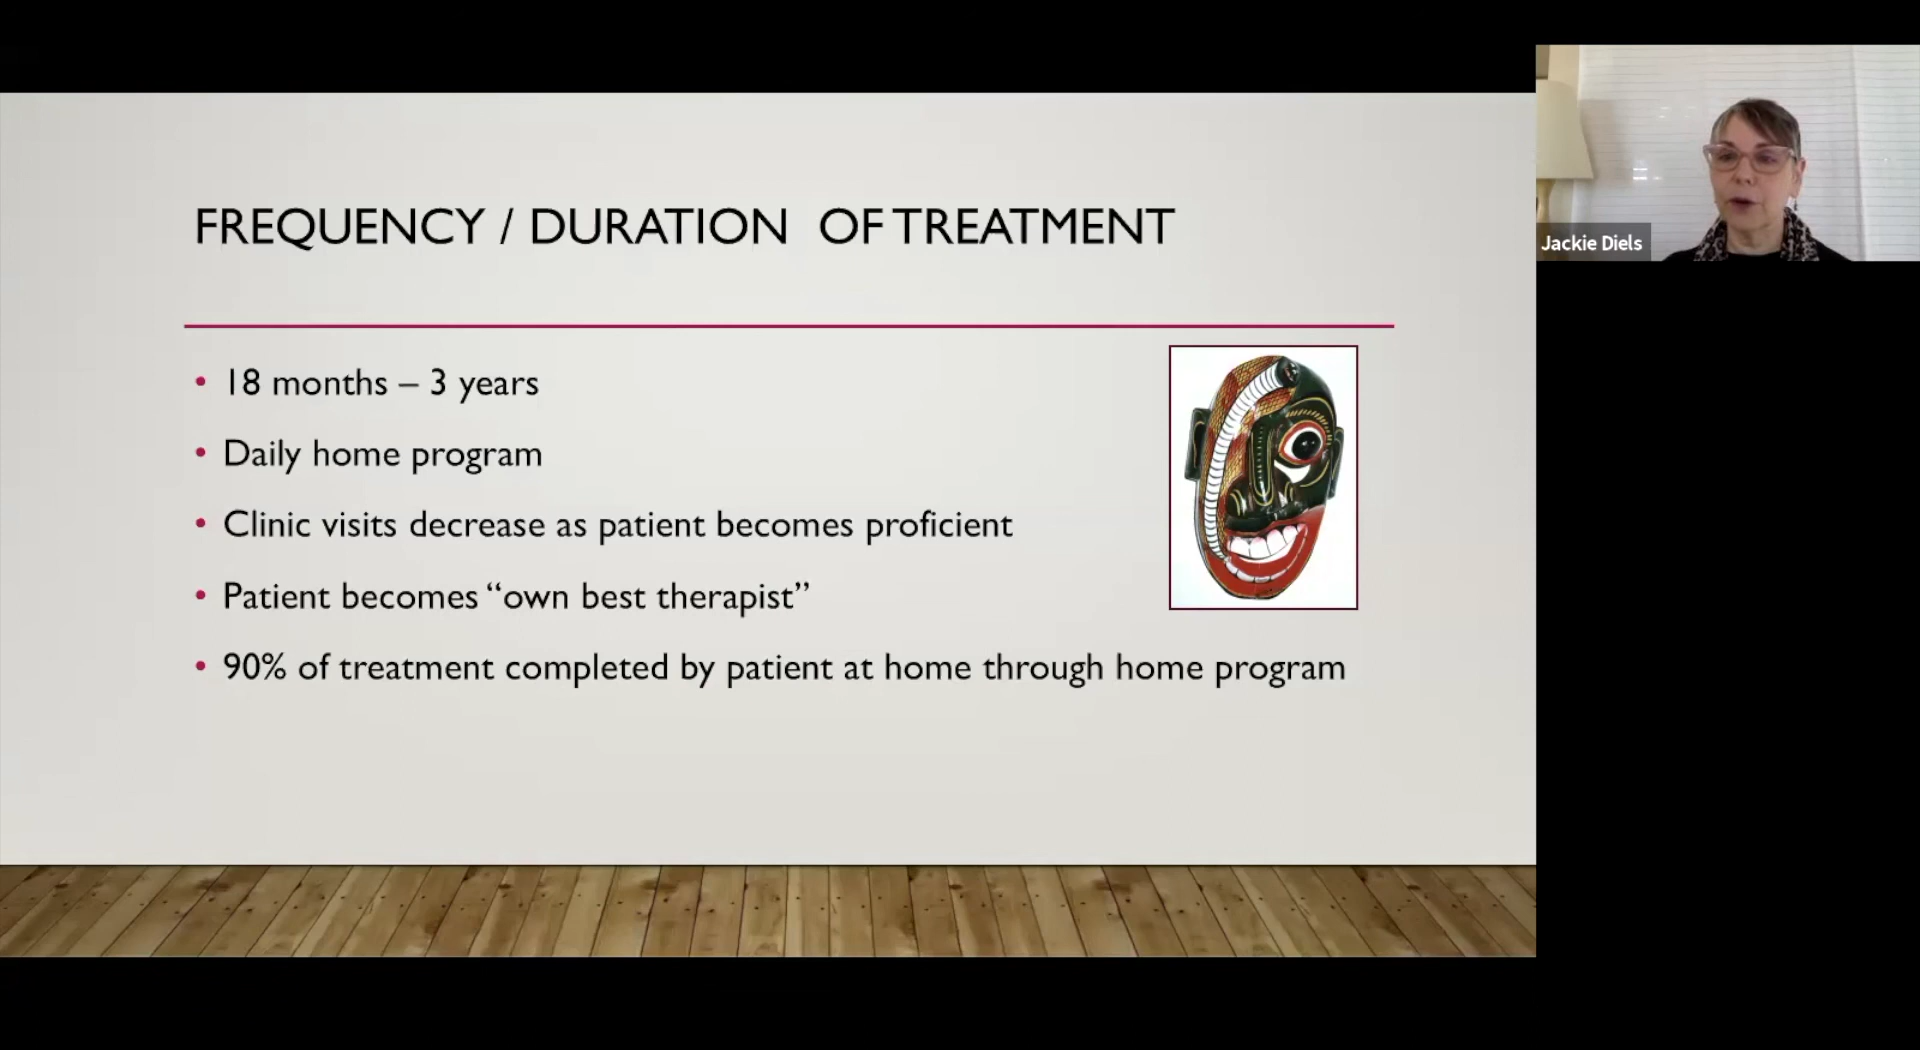 FREQUENCY / DURATION OF TREATMENT
• 18 months – 3 years
• Daily home program
• Clinic visits decrease as patient becomes proficient
• Patient becomes “own best therapist”
• 90% of treatment completed by patient at home through home program
Jackie Diels